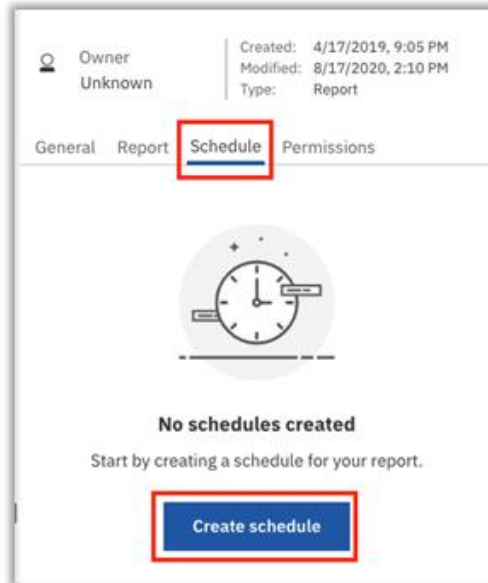 Owner
Unknown
Created: 4/17/2019, 9:05 PM
Modified: 8/17/2020, 2:10 PM
Type: Report
General Report Schedule Permissions
No schedules created
Start by creating a schedule for your report.
Create schedule